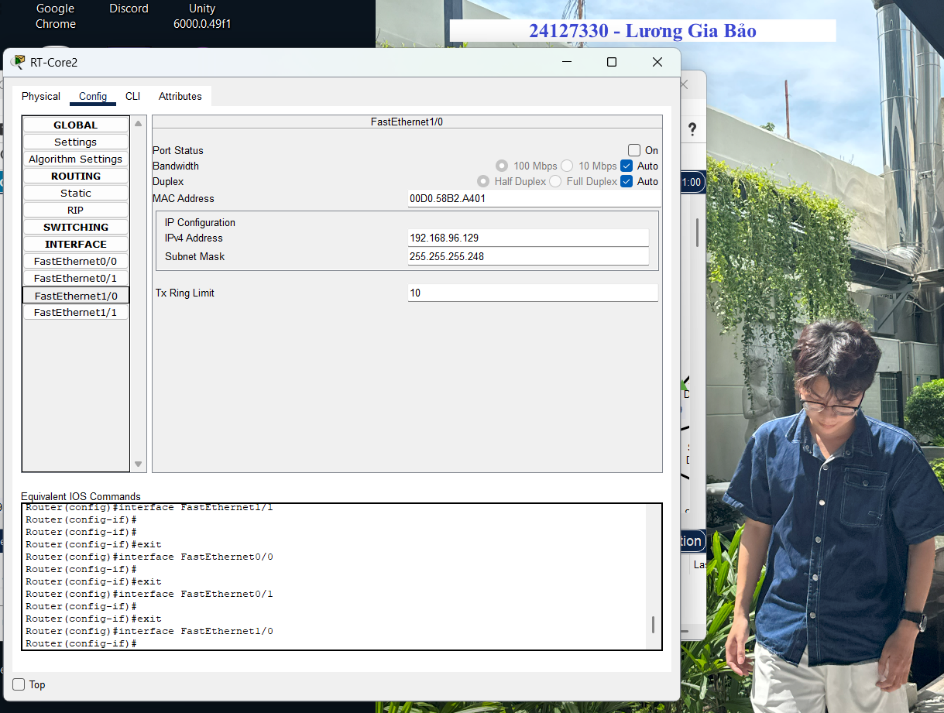 Google
Chrome
Discord
Unity
6000.0.49f1
24127330 - Lương Gia Bảo
RT-Core2
Physical Config CLI Attributes
GLOBAL
Settings
Algorithm Settings
ROUTING
Static
RIP
SWITCHING
INTERFACE
FastEthernet0/0
FastEthernet0/1
FastEthernet1/0
FastEthernet1/1
FastEthernet1/0
Port Status On
Bandwidth 100 Mbps 10 Mbps Auto
Duplex Half Duplex Full Duplex Auto
MAC Address 00D0.58B2.A401
IP Configuration
IPv4 Address 192.168.96.129
Subnet Mask 255.255.255.248
Tx Ring Limit 10
?
1:00
Equivalent IOS Commands
Router(config)#interface FastEthernet1/1
Router(config-if)#
Router(config-if)#
Router(config-if)#exit
Router(config)#interface FastEthernet0/0
Router(config-if)#
Router(config-if)#exit
Router(config)#interface FastEthernet0/1
Router(config-if)#
Router(config-if)#exit
Router(config)#interface FastEthernet1/0
Router(config-if)#
Top